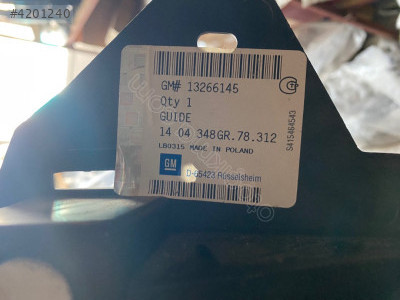 #4201240
GM# 13266145
Qty 1
GUIDE
14 04 348GR.78.312
LB0315 MADE IN POLAND
GM
D-65423 Rüsselsheim
S415464543